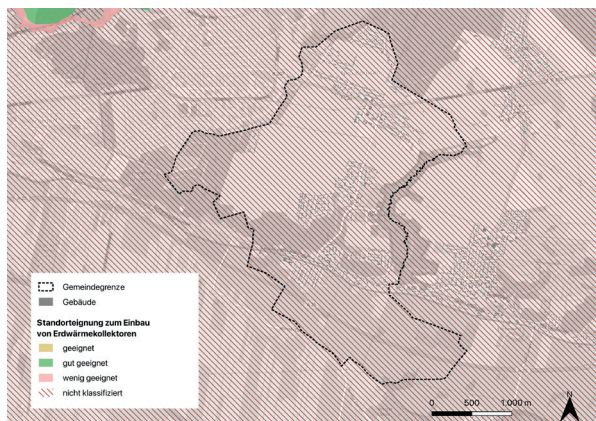 Gemeindegrenze
Gebäude
Standorteignung zum Einbau
von Erdwärmekollektoren
geeignet
gut geeignet
wenig geeignet
nicht klassifiziert
0 500 1.000 m
N